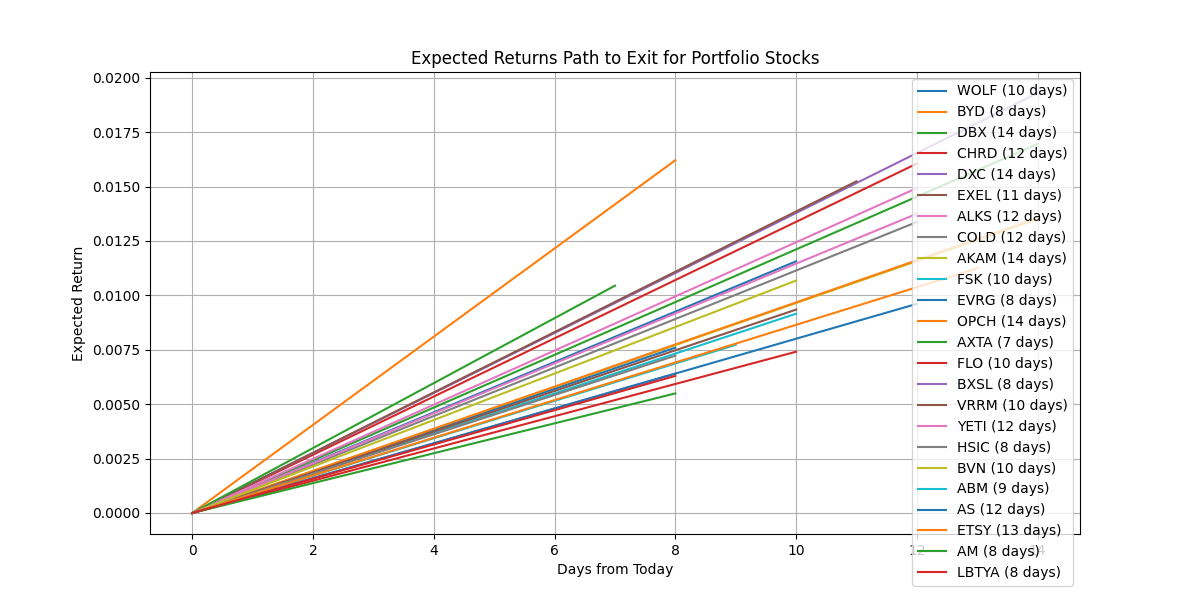 Expected Returns Path to Exit for Portfolio Stocks
Expected Return
0.0200
0.0175
0.0150
0.0125
0.0100
0.0075
0.0050
0.0025
0.0000
0
2
4
6
8
10
12
14
Days from Today
WOLF (10 days)
BYD (8 days)
DBX (14 days)
CHRD (12 days)
DXC (14 days)
EXEL (11 days)
ALKS (12 days)
COLD (12 days)
AKAM (14 days)
FSK (10 days)
EVRG (8 days)
OPCH (14 days)
AXTA (7 days)
FLO (10 days)
BXSL (8 days)
VRRM (10 days)
YETI (12 days)
HSIC (8 days)
BVN (10 days)
ABM (9 days)
AS (12 days)
ETSY (13 days)
AM (8 days)
LBTYA (8 days)